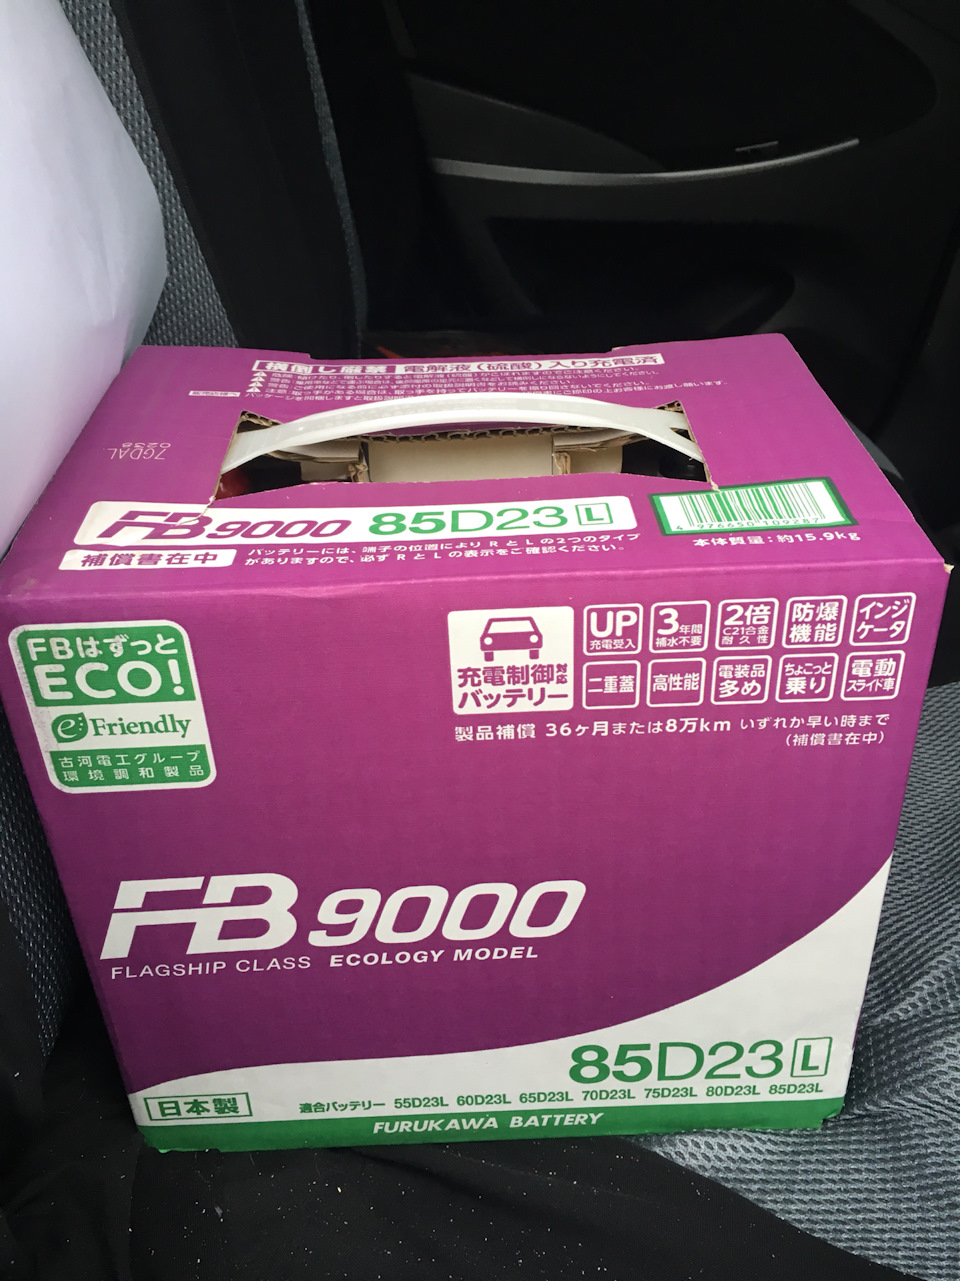 横倒し厳禁 電解液(硫酸)入り充電済
7GDAL
0238
FB9000 85D23 L
4 976650 109287
補償書在中
バッテリーには、端子の位置によりRとLの2つのタイプ
がありますので、必ずRとLの表示をご確認ください。
本体質量:約15.9kg
FBはずっと
ECO!
e Friendly
古河電工グループ
環境調和製品
充電制御対応
バッテリー
UP
充電受入
3年間
補水不要
2倍
C21合金
耐久性
防爆
機能
インジ
ケータ
二重蓋
高性能
電装品
多め
ちょこっと
乗り
電動
スライド車
製品補償 36ヶ月または8万km いずれか早い時まで
(補償書在中)
FB9000
FLAGSHIP CLASS ECOLOGY MODEL
85D23 L
日本製
適合バッテリー 55D23L 60D23L 65D23L 70D23L 75D23L 80D23L 85D23L
FURUKAWA BATTERY